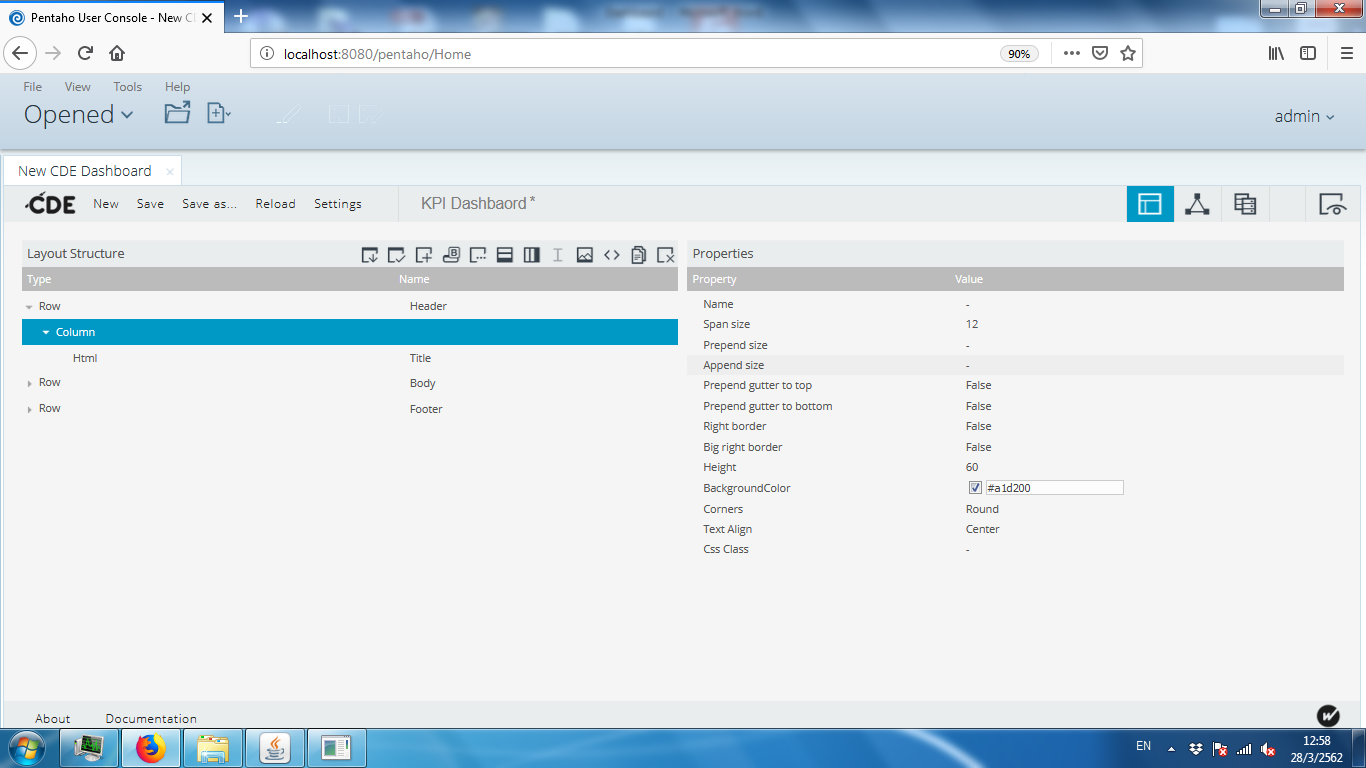 Pentaho User Console - New Cl
localhost:8080/pentaho/Home
90%
File View Tools Help
Opened
admin
New CDE Dashboard
CDE New Save Save as... Reload Settings KPI Dashbaord *
Layout Structure
Type Name
Row Header
Column
Html Title
Row Body
Row Footer
Properties
Property Value
Name -
Span size 12
Prepend size -
Append size -
Prepend gutter to top False
Prepend gutter to bottom False
Right border False
Big right border False
Height 60
BackgroundColor #a1d200
Corners Round
Text Align Center
Css Class -
About Documentation
EN
12:58
28/3/2562